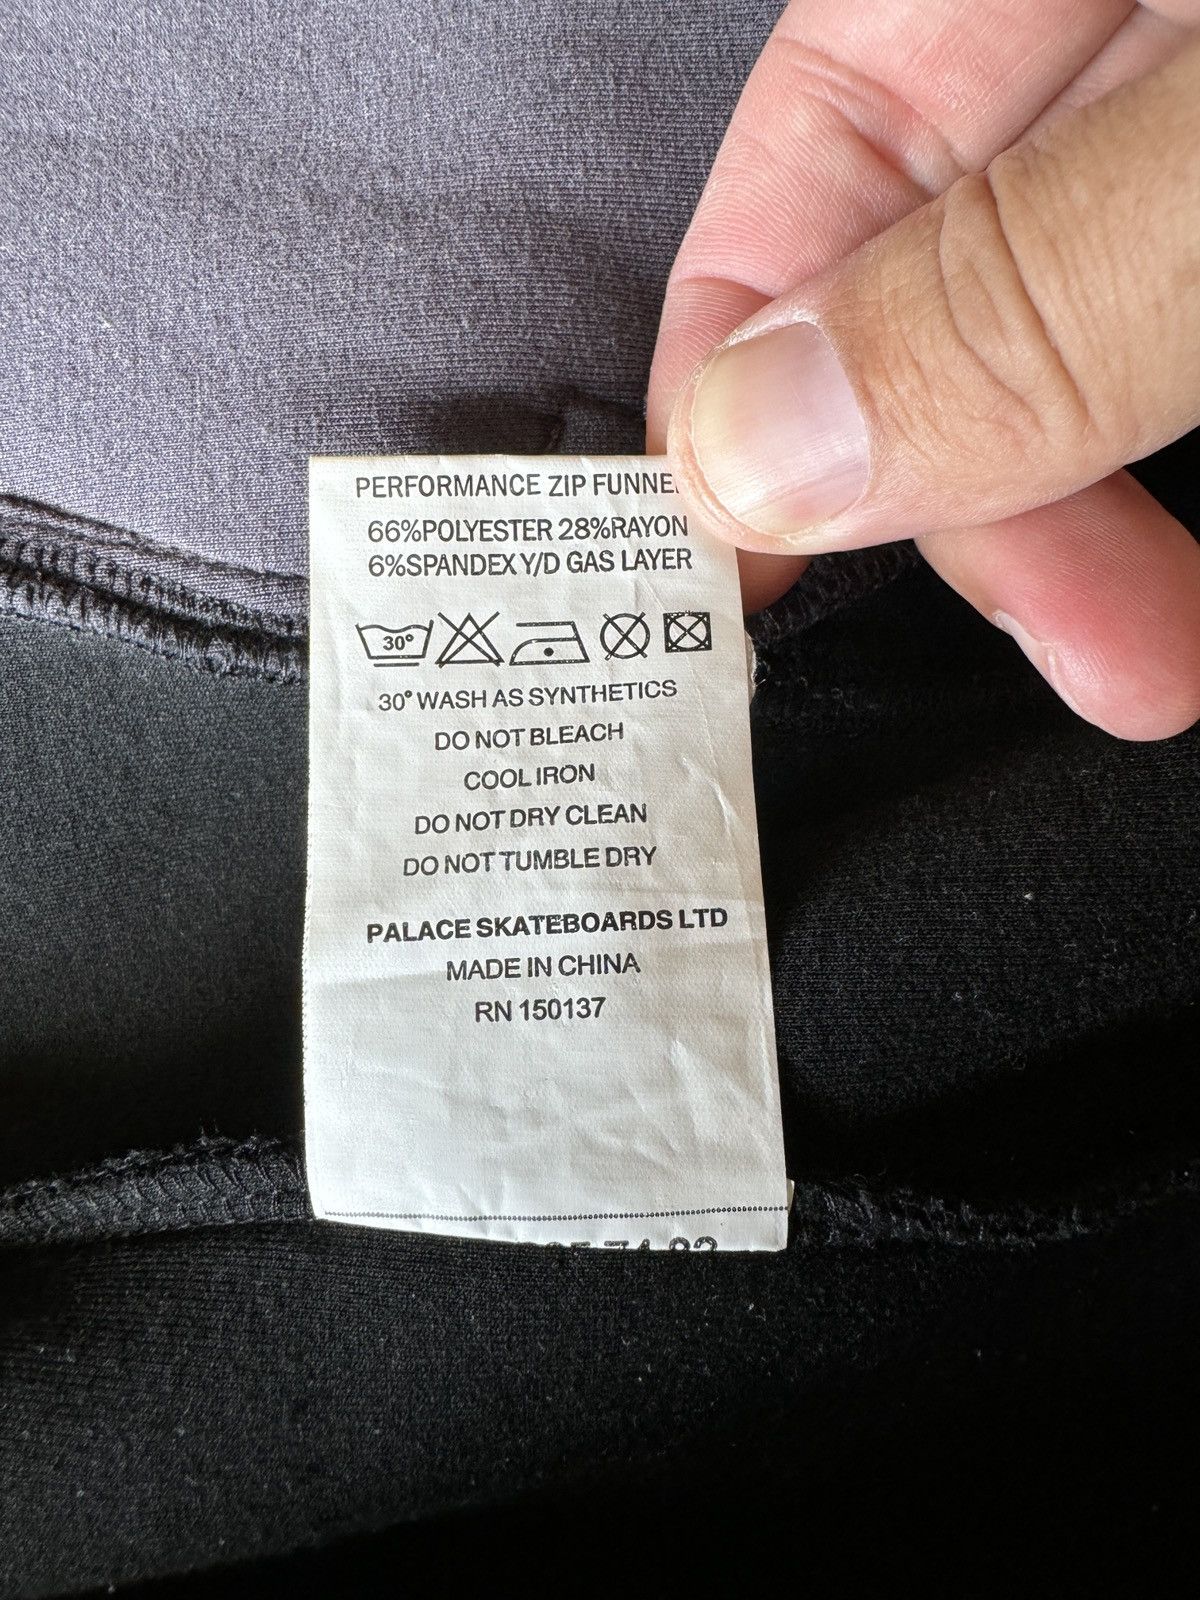 PERFORMANCE ZIP FUNNEL
66%POLYESTER 28%RAYON
6%SPANDEX Y/D GAS LAYER
30°
30° WASH AS SYNTHETICS
DO NOT BLEACH
COOL IRON
DO NOT DRY CLEAN
DO NOT TUMBLE DRY
PALACE SKATEBOARDS LTD
MADE IN CHINA
RN 150137